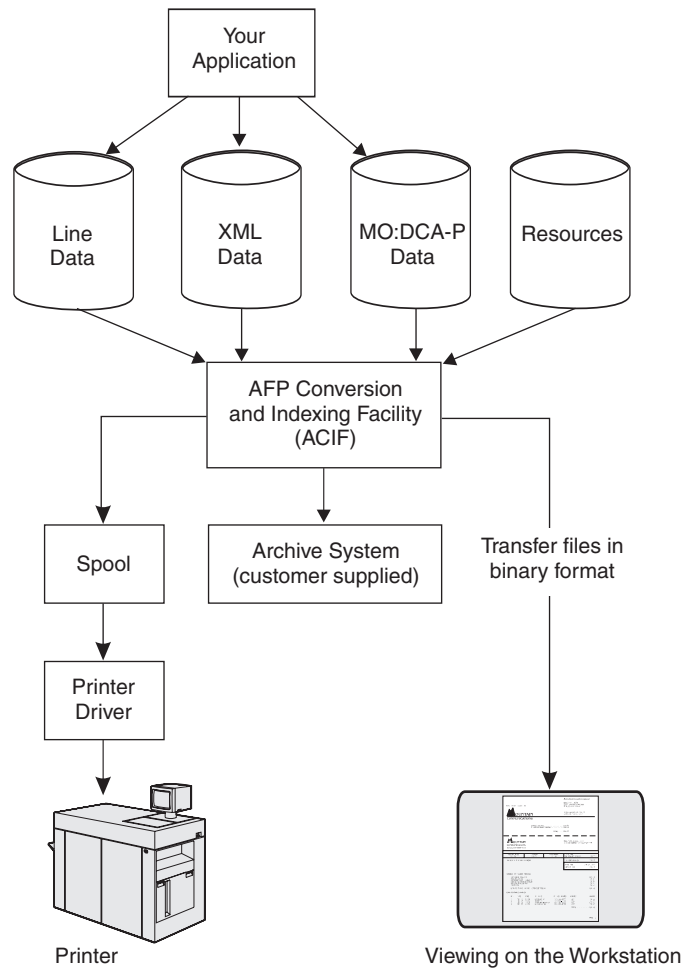 Your
Application
Line
Data
XML
Data
MO:DCA-P
Data
Resources
AFP Conversion
and Indexing Facility
(ACIF)
Spool
Archive System
(customer supplied)
Transfer files in
binary format
Printer
Driver
Printer
Viewing on the Workstation